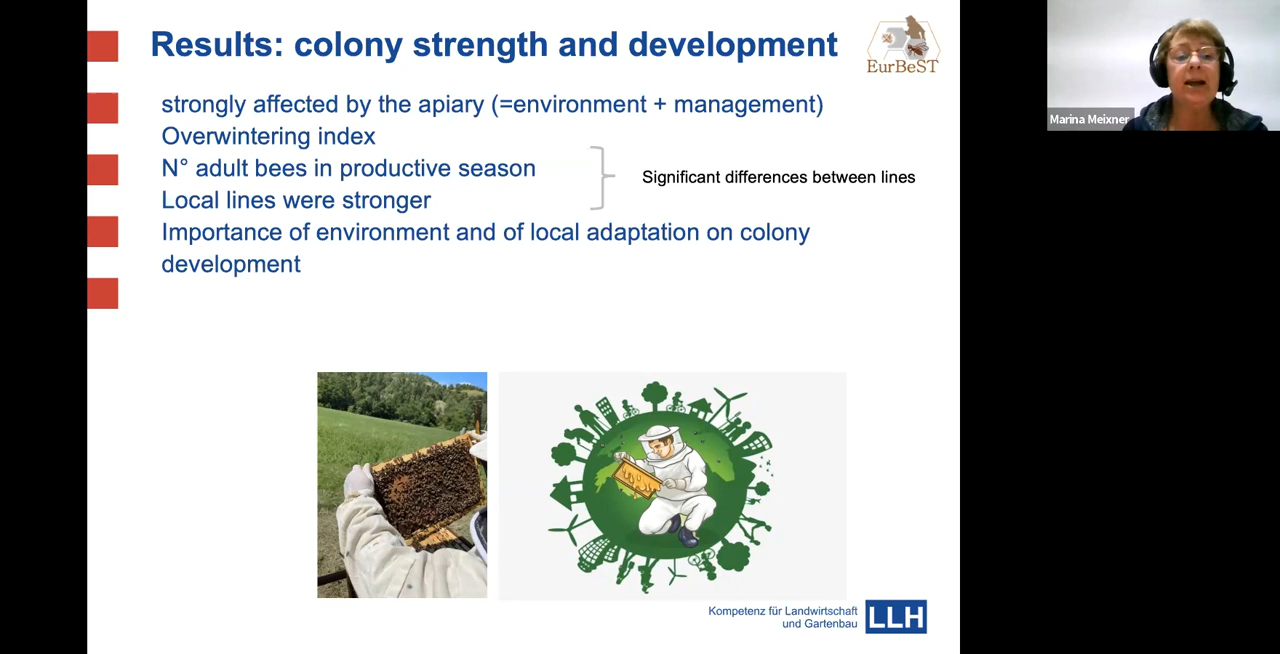 Results: colony strength and development
EurBeST
strongly affected by the apiary (=environment + management)
Overwintering index
N° adult bees in productive season
Significant differences between lines
Local lines were stronger
Importance of environment and of local adaptation on colony
development
Kompetenz für Landwirtschaft
und Gartenbau
LLH
Marina Meixner